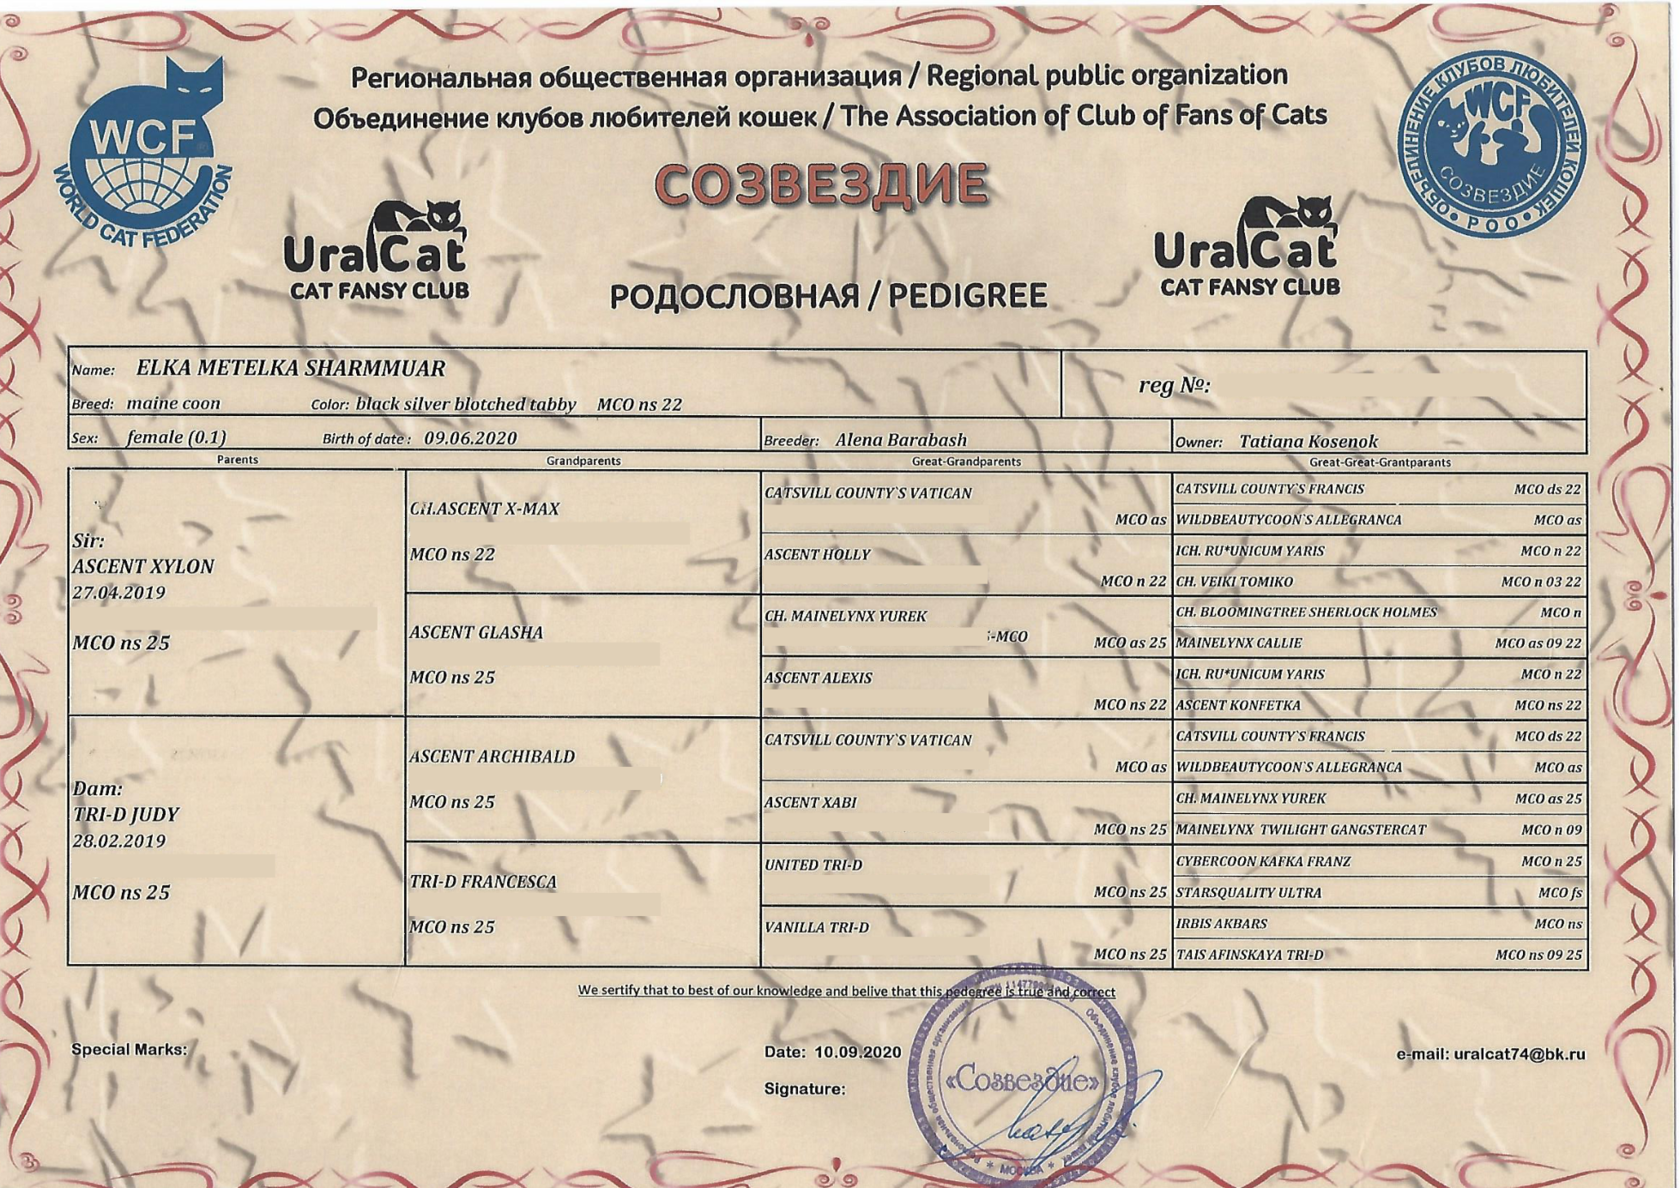 Региональная общественная организация / Regional public organization
Объединение клубов любителей кошек / The Association of Club of Fans of Cats
СОЗВЕЗДИЕ
WCF
WORLD CAT FEDERATION
ОБЪЕДИНЕНИЕ КЛУБОВ ЛЮБИТЕЛЕЙ КОШЕК
WCF
СОЗВЕЗДИЕ
РОО
UralCat
CAT FANSY CLUB
UralCat
CAT FANSY CLUB
РОДОСЛОВНАЯ / PEDIGREE
Name: ELKA METELKA SHARMMUAR
reg №:
Breed: maine coon Color: black silver blotched tabby MCO ns 22
Sex: female (0.1) Birth of date : 09.06.2020 Breeder: Alena Barabash Owner: Tatiana Kosenok
Parents Grandparents Great-Grandparents Great-Great-Grantparants
Sir:
ASCENT XYLON
27.04.2019
MCO ns 25
Dam:
TRI-D JUDY
28.02.2019
MCO ns 25
CH.ASCENT X-MAX
MCO ns 22
ASCENT GLASHA
MCO ns 25
ASCENT ARCHIBALD
MCO ns 25
TRI-D FRANCESCA
MCO ns 25
CATSVILL COUNTY`S VATICAN
MCO as
ASCENT HOLLY
MCO n 22
CH. MAINELYNX YUREK
-MCO MCO as 25
ASCENT ALEXIS
MCO ns 22
CATSVILL COUNTY`S VATICAN
MCO as
ASCENT XABI
MCO ns 25
UNITED TRI-D
MCO ns 25
VANILLA TRI-D
MCO ns 25
CATSVILL COUNTY`S FRANCIS MCO ds 22
WILDBEAUTYCOON`S ALLEGRANCA MCO as
ICH. RU*UNICUM YARIS MCO n 22
CH. VEIKI TOMIKO MCO n 03 22
CH. BLOOMINGTREE SHERLOCK HOLMES MCO n
MAINELYNX CALLIE MCO as 09 22
ICH. RU*UNICUM YARIS MCO n 22
ASCENT KONFETKA MCO ns 22
CATSVILL COUNTY`S FRANCIS MCO ds 22
WILDBEAUTYCOON`S ALLEGRANCA MCO as
CH. MAINELYNX YUREK MCO as 25
MAINELYNX TWILIGHT GANGSTERCAT MCO n 09
CYBERCOON KAFKA FRANZ MCO n 25
STARSQUALITY ULTRA MCO fs
IRBIS AKBARS MCO ns
TAIS AFINSKAYA TRI-D MCO ns 09 25
We sertify that to best of our knowledge and belive that this pedegree is true and correct
Special Marks:
Date: 10.09.2020
e-mail: uralcat74@bk.ru
Signature:
«Созвездие»
МОСКВА